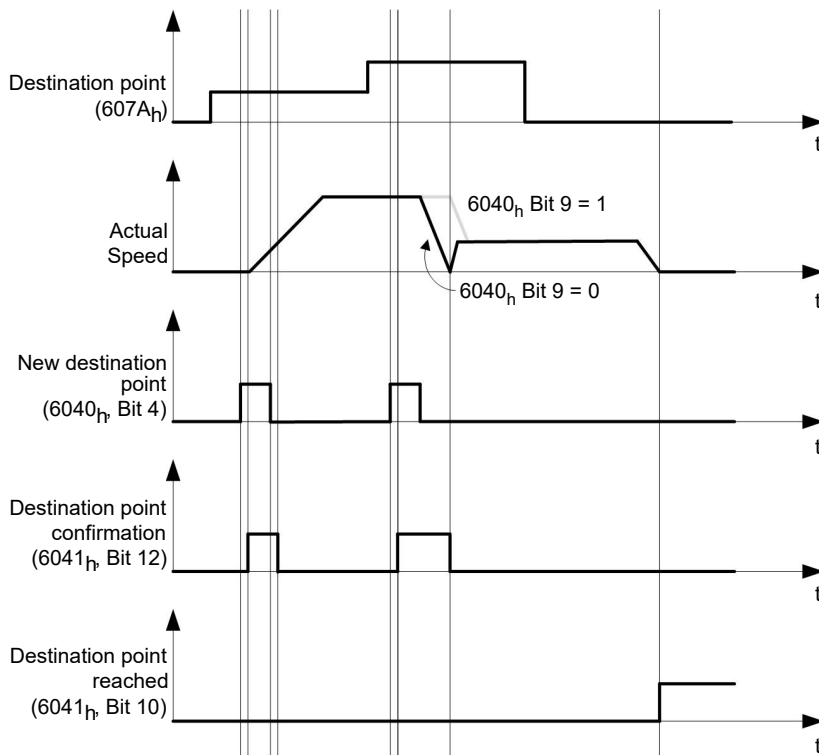 Destination point
(607Ah)
t
Actual
Speed
6040h Bit 9 = 1
6040h Bit 9 = 0
t
New destination
point
(6040h, Bit 4)
t
Destination point
confirmation
(6041h, Bit 12)
t
Destination point
reached
(6041h, Bit 10)
t